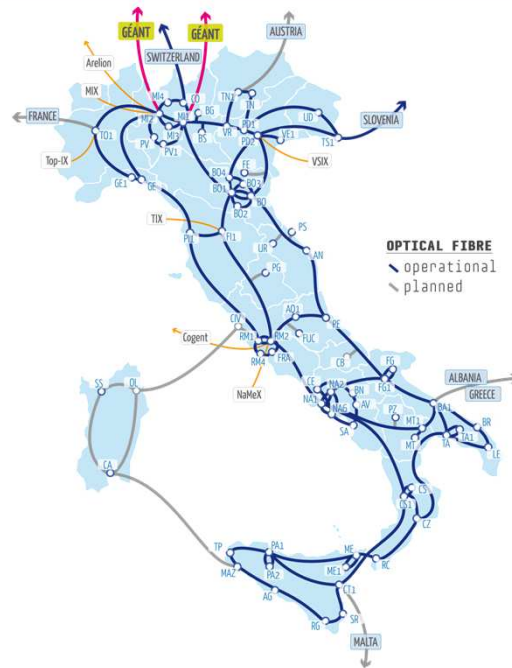 GÉANT
GÉANT
AUSTRIA
SWITZERLAND
Arelion
MIX
MI4
CO
TN1
TN
BG
FRANCE
MI2
MI1
UD
SLOVENIA
TO1
MI3
BS
VR
PD1
PV
PV1
PD2
VE1
TS1
Top-IX
VSIX
FE
GE1
GE
BO4
BO3
BO1
BO
BO2
TIX
PI1
FI1
PS
UR
AN
OPTICAL FIBRE
operational
planned
PG
CIV
AQ1
PE
Cogent
RM1
RM2
FUC
RM4
FRA
CB
FG
NaMeX
ALBANIA
GREECE
SS
OL
CE
NA2
BN
FG1
NA1
AV
BA1
NA6
PZ
MT1
BR
SA
MT
TA
TA1
LE
CA
CS
CS1
CZ
TP
PA1
ME
MAZ
PA2
ME1
RC
AG
CT1
RG
SR
MALTA